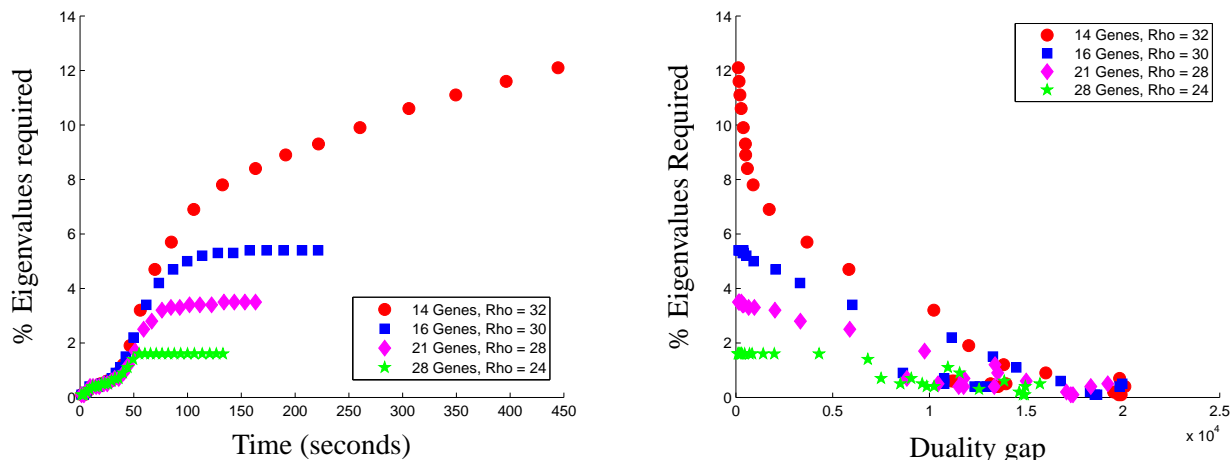 14
12
10
8
6
4
2
0
% Eigenvalues required
0 50 100 150 200 250 300 350 400 450
Time (seconds)
14 Genes, Rho = 32
16 Genes, Rho = 30
21 Genes, Rho = 28
28 Genes, Rho = 24
14
12
10
8
6
4
2
0
% Eigenvalues Required
0 0.5 1 1.5 2 2.5
x 10⁴
Duality gap
14 Genes, Rho = 32
16 Genes, Rho = 30
21 Genes, Rho = 28
28 Genes, Rho = 24